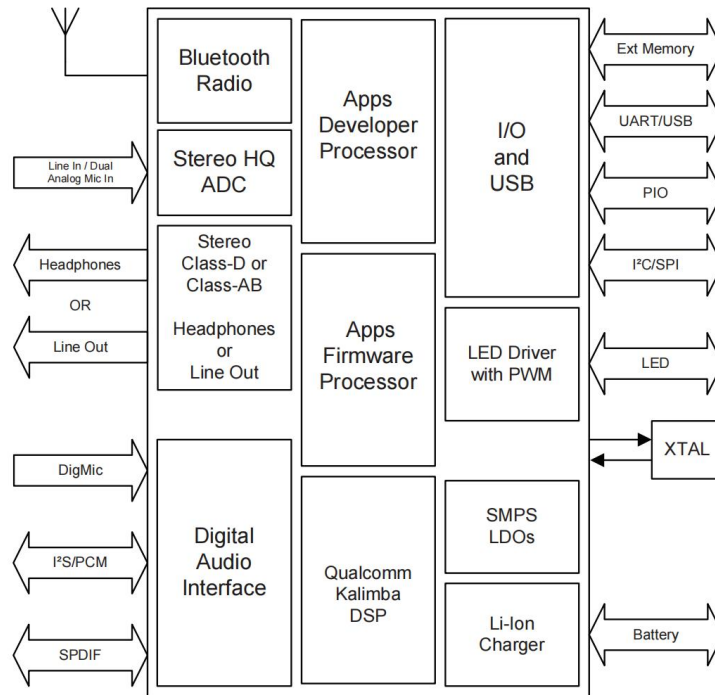 Bluetooth
Radio
Apps
Developer
Processor
I/O
and
USB
Ext Memory
UART/USB
PIO
I²C/SPI
Line In / Dual
Analog Mic In
Stereo HQ
ADC
Headphones
OR
Line Out
Stereo
Class-D or
Class-AB
Headphones
or
Line Out
Apps
Firmware
Processor
LED Driver
with PWM
LED
XTAL
DigMic
I²S/PCM
SPDIF
Digital
Audio
Interface
Qualcomm
Kalimba
DSP
SMPS
LDOs
Li-Ion
Charger
Battery